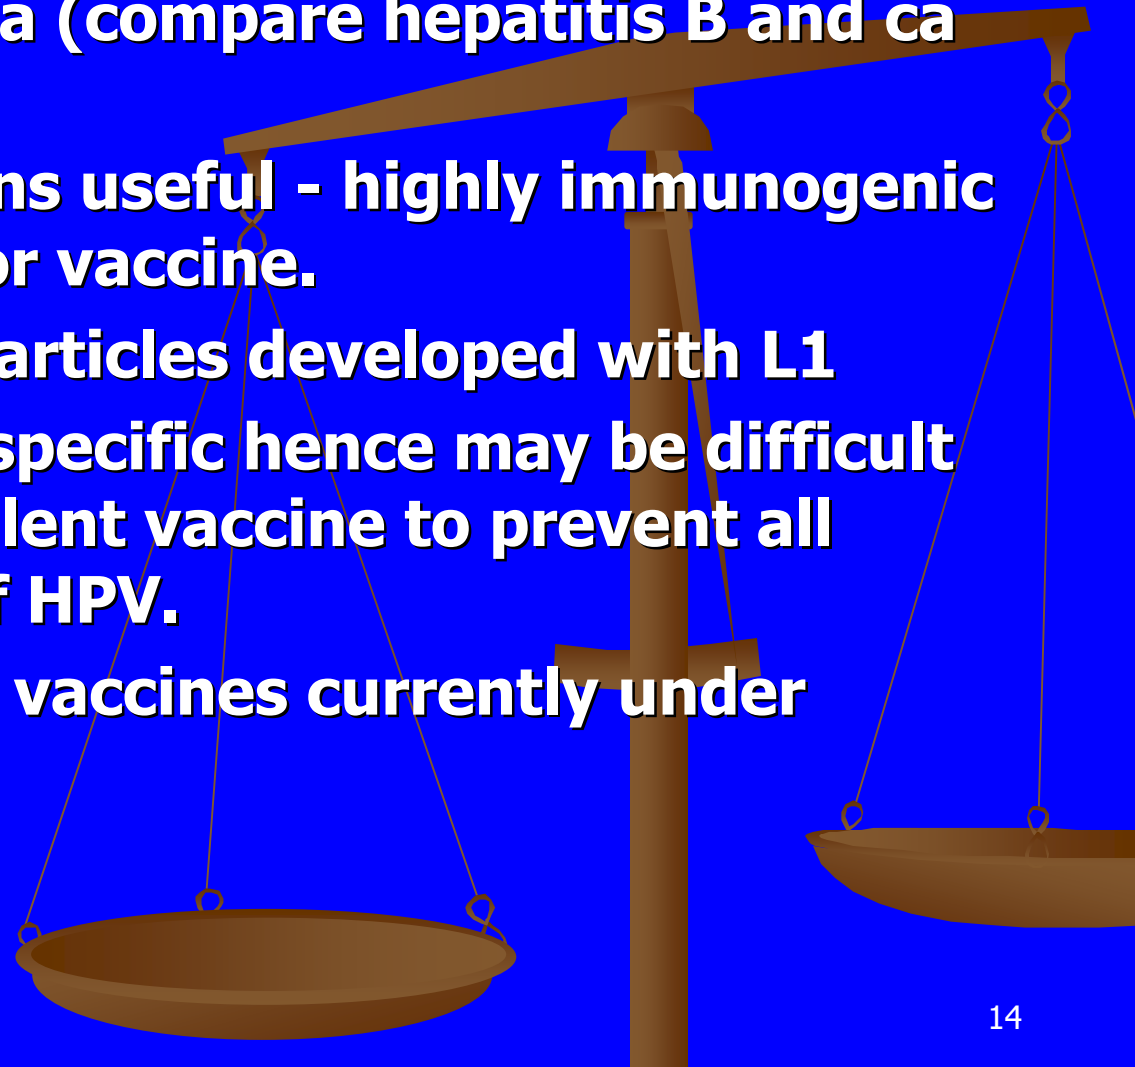 a (compare hepatitis B and ca
ns useful - highly immunogenic
or vaccine.
articles developed with L1
specific hence may be difficult
lent vaccine to prevent all
f HPV.
vaccines currently under
14